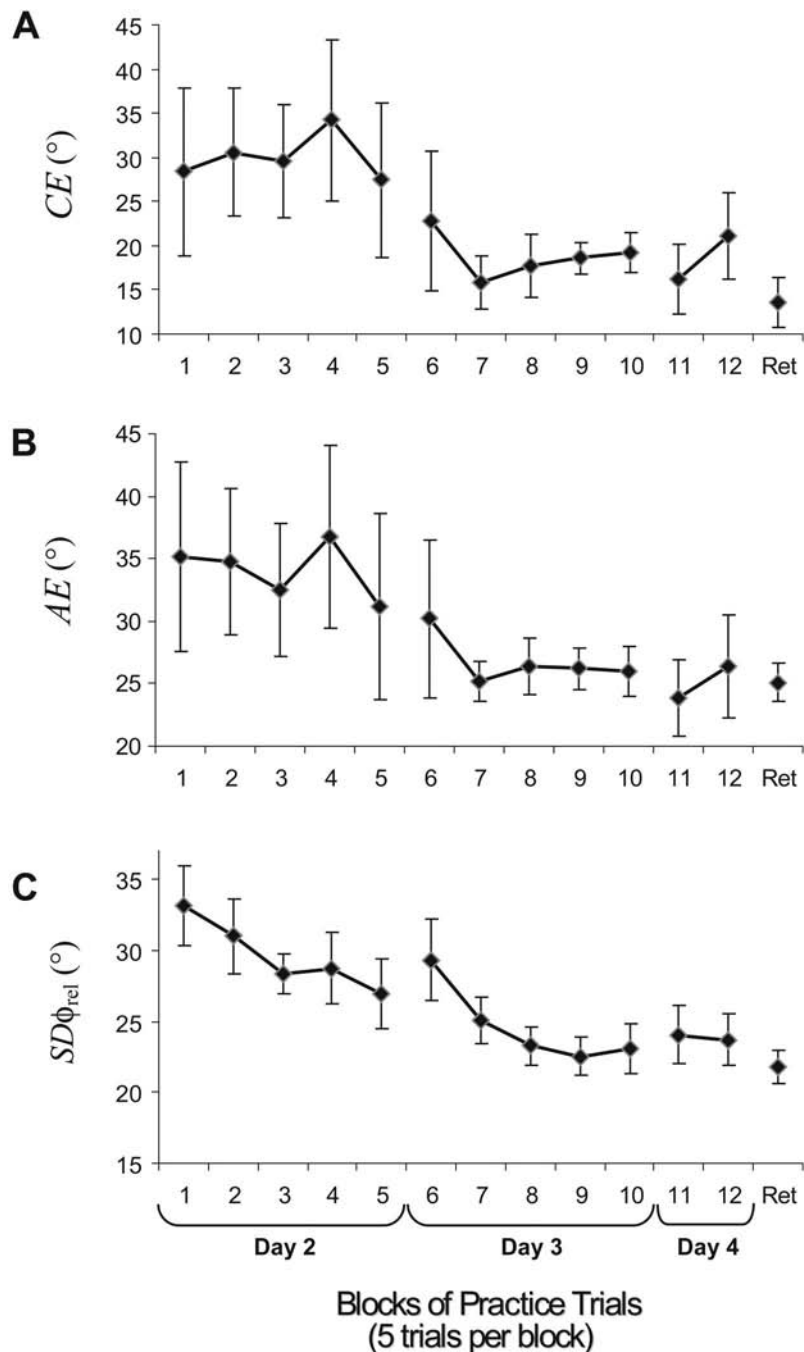 A
CE (°)
45
40
35
30
25
20
15
10
1 2 3 4 5 6 7 8 9 10 11 12 Ret
B
AE (°)
45
40
35
30
25
20
1 2 3 4 5 6 7 8 9 10 11 12 Ret
C
SDϕrel (°)
35
30
25
20
15
1 2 3 4 5 6 7 8 9 10 11 12 Ret
Day 2 Day 3 Day 4
Blocks of Practice Trials
(5 trials per block)